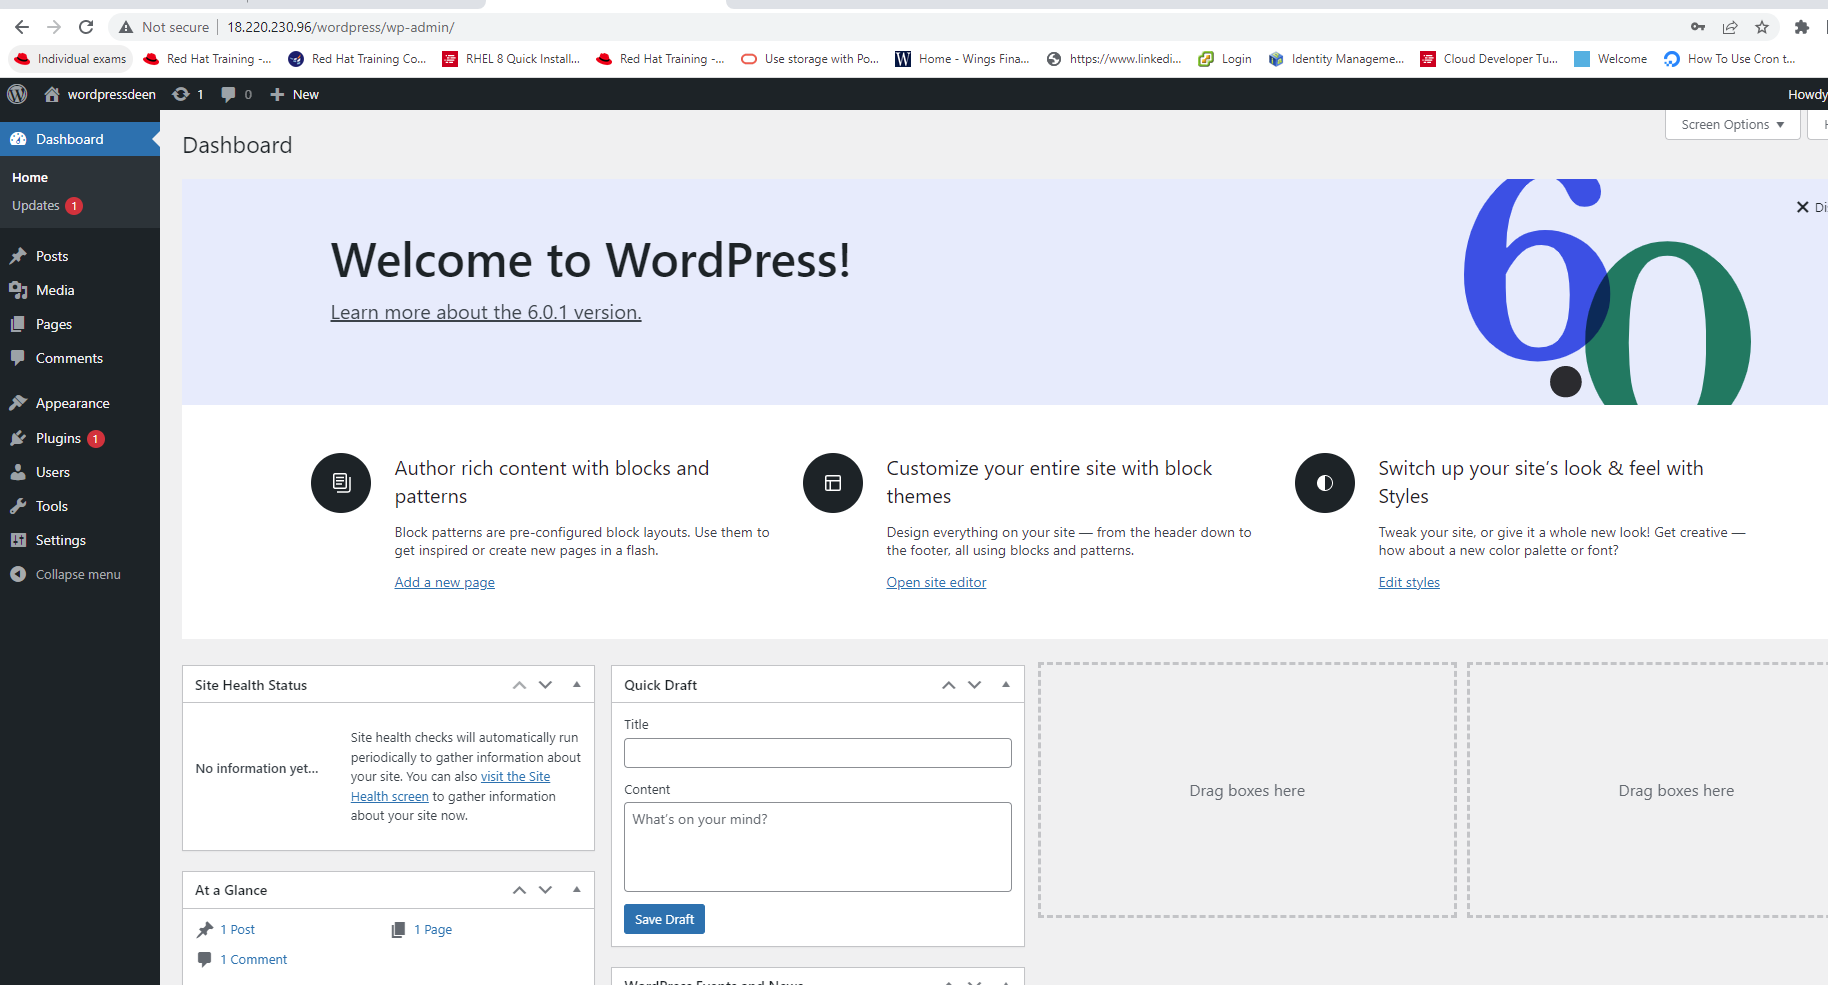 Not secure
18.220.230.96/wordpress/wp-admin/
Individual exams
Red Hat Training -...
Red Hat Training Co...
RHEL 8 Quick Install...
Red Hat Training -...
Use storage with Po...
W
Home - Wings Fina...
https://www.linkedi...
Login
Identity Manageme...
Cloud Developer Tu...
Welcome
How To Use Cron t...
wordpressdeen
1
0
New
Howdy
Dashboard
Home
Updates 1
Posts
Media
Pages
Comments
Appearance
Plugins 1
Users
Tools
Settings
Collapse menu
Dashboard
Screen Options
Welcome to WordPress!
Learn more about the 6.0.1 version.
6.0
Author rich content with blocks and
patterns
Block patterns are pre-configured block layouts. Use them to
get inspired or create new pages in a flash.
Add a new page
Customize your entire site with block
themes
Design everything on your site — from the header down to
the footer, all using blocks and patterns.
Open site editor
Switch up your site’s look & feel with
Styles
Tweak your site, or give it a whole new look! Get creative —
how about a new color palette or font?
Edit styles
Site Health Status
No information yet...
Site health checks will automatically run
periodically to gather information about
your site. You can also visit the Site
Health screen to gather information
about your site now.
At a Glance
1 Post
1 Page
1 Comment
Quick Draft
Title
Content
What’s on your mind?
Save Draft
WordPress Events and News
Drag boxes here
Drag boxes here